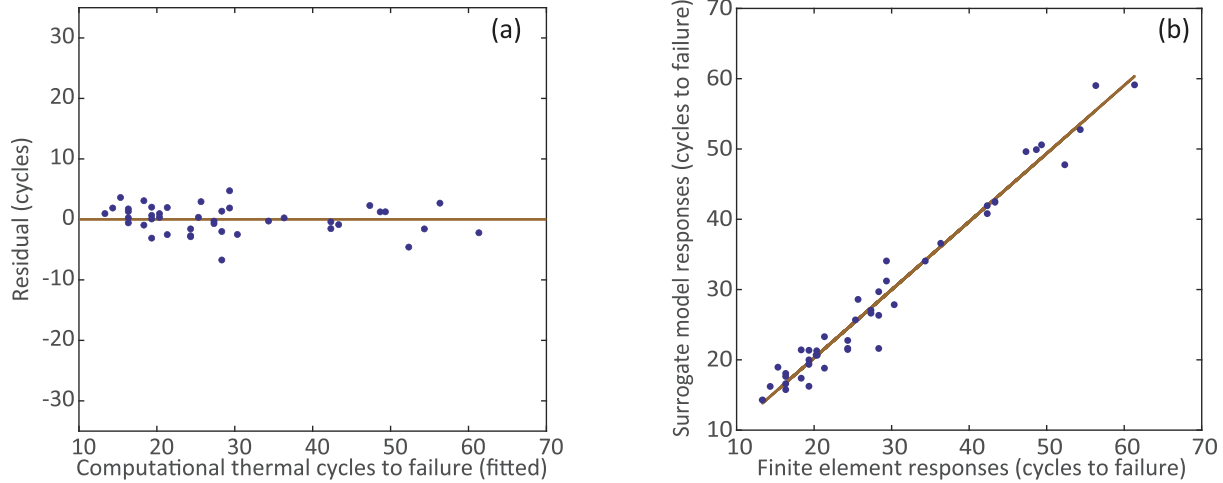 (a)
Residual (cycles)
30
20
10
0
-10
-20
-30
10 20 30 40 50 60 70
Computational thermal cycles to failure (fitted)
(b)
Surrogate model responses (cycles to failure)
70
60
50
40
30
20
10
10 20 30 40 50 60 70
Finite element responses (cycles to failure)